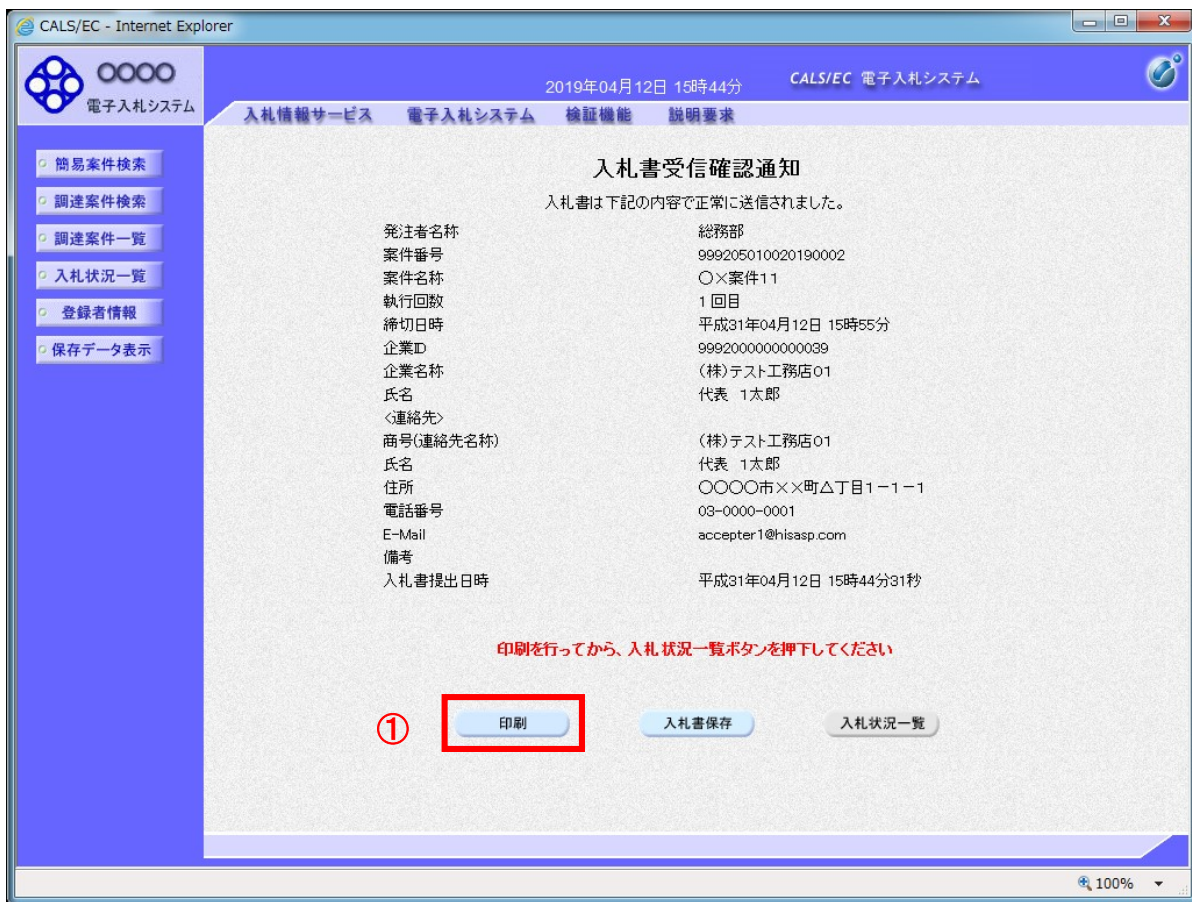 CALS/EC - Internet Explorer
〇〇〇〇
電子入札システム
2019年04月12日 15時44分
CALS/EC 電子入札システム
入札情報サービス 電子入札システム 検証機能 説明要求
簡易案件検索
調達案件検索
調達案件一覧
入札状況一覧
登録者情報
保存データ表示
入札書受信確認通知
入札書は下記の内容で正常に送信されました。
発注者名称 総務部
案件番号 999205010020190002
案件名称 〇×案件11
執行回数 1回目
締切日時 平成31年04月12日 15時55分
企業ID 9992000000000039
企業名称 (株)テスト工務店01
氏名 代表 1太郎
<連絡先>
商号(連絡先名称) (株)テスト工務店01
氏名 代表 1太郎
住所 〇〇〇〇市××町△丁目1-1-1
電話番号 03-0000-0001
E-Mail accepter1@hisasp.com
備考
入札書提出日時 平成31年04月12日 15時44分31秒
印刷を行ってから、入札状況一覧ボタンを押下してください
① 印刷 入札書保存 入札状況一覧
100%